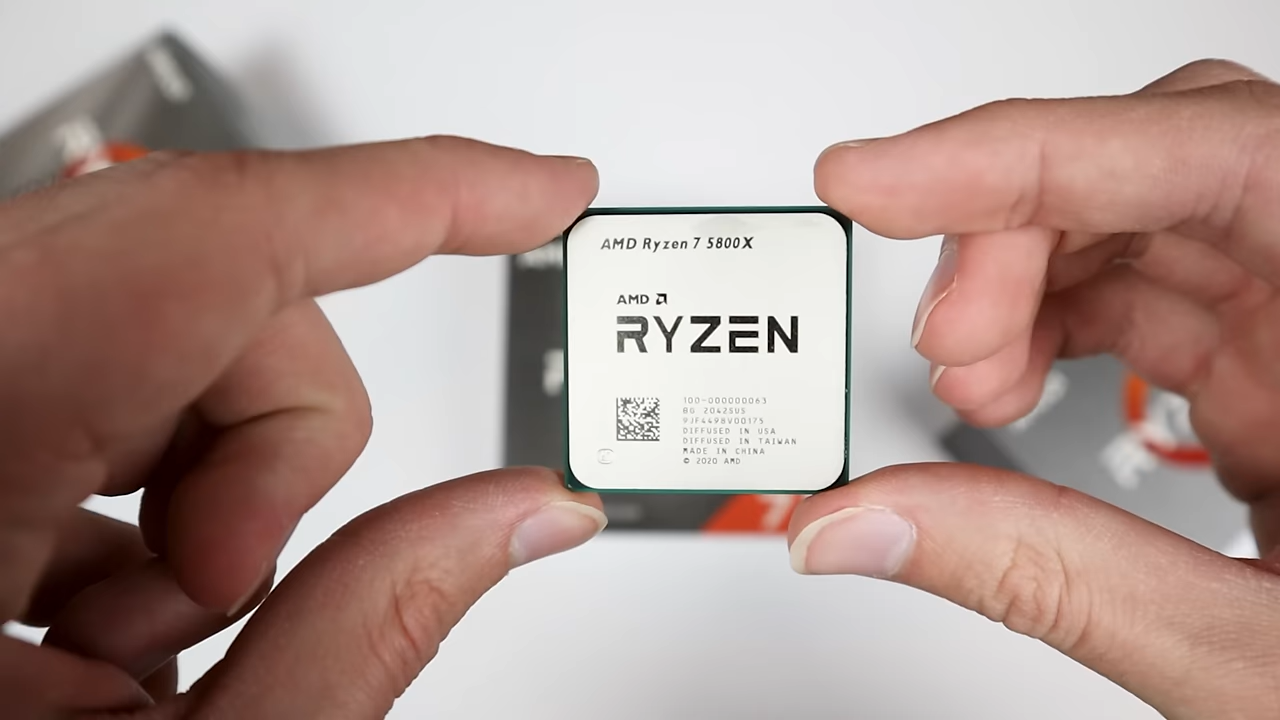 AMD Ryzen 7 5800X
AMD
RYZEN
100-000000063
BG 2042SUS
9JF4498V00175
DIFFUSED IN USA
DIFFUSED IN TAIWAN
MADE IN CHINA
© 2020 AMD